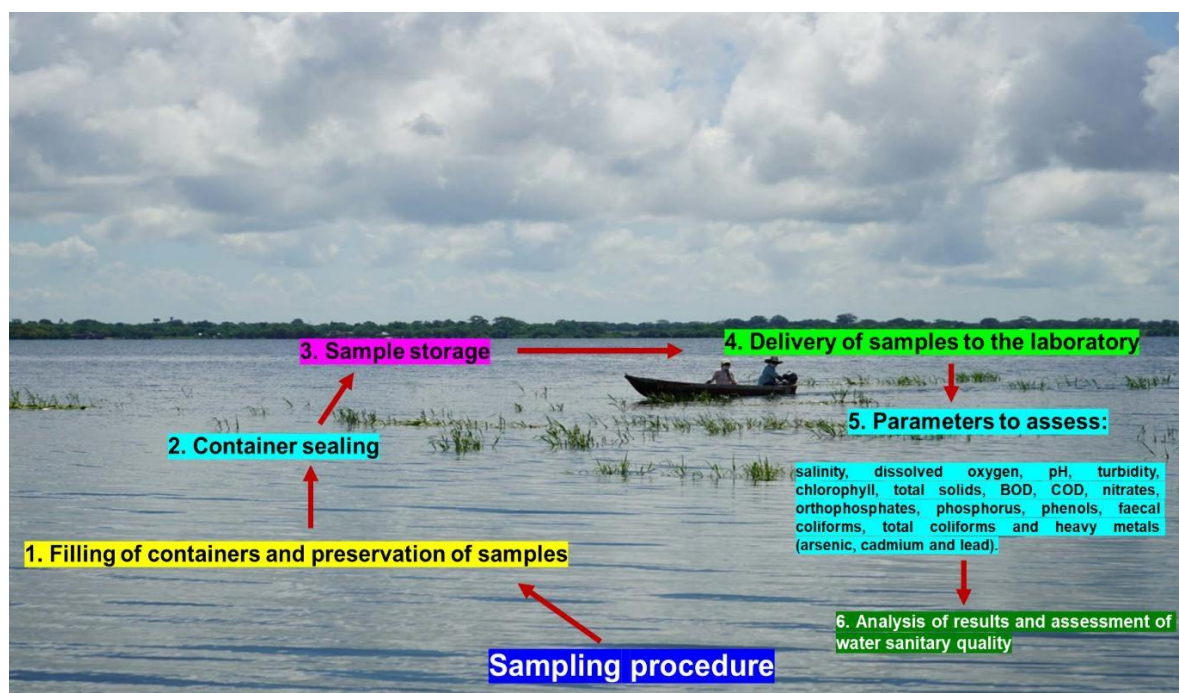 Sampling procedure
1. Filling of containers and preservation of samples
2. Container sealing
3. Sample storage
4. Delivery of samples to the laboratory
5. Parameters to assess:
salinity, dissolved oxygen, pH, turbidity,
chlorophyll, total solids, BOD, COD, nitrates,
orthophosphates, phosphorus, phenols, faecal
coliforms, total coliforms and heavy metals
(arsenic, cadmium and lead).
6. Analysis of results and assessment of
water sanitary quality